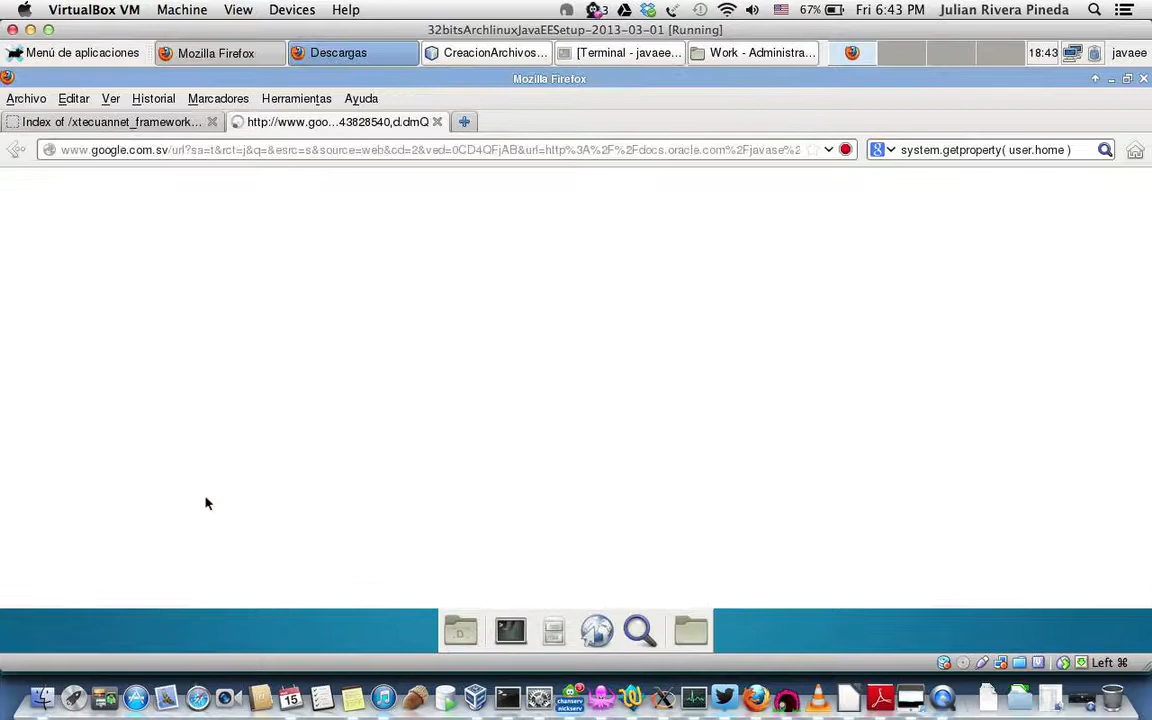 VirtualBox VM Machine View Devices Help 3 67% Fri 6:43 PM Julian Rivera Pineda
32bitsArchlinuxJavaEESetup-2013-03-01 [Running]
Menú de aplicaciones Mozilla Firefox Descargas CreacionArchivos... [Terminal - javaee... Work - Administra... 18:43 javaee
Mozilla Firefox
Archivo Editar Ver Historial Marcadores Herramientas Ayuda
Index of /xtecuannet_framework... http://www.goo...43828540,d.dmQ
www.google.com.sv/url?sa=t&rct=j&q=&esrc=s&source=web&cd=2&ved=0CD4QFjAB&url=http%3A%2F%2Fdocs.oracle.com%2Fjavase%2 system.getproperty( user.home )
D
Left ⌘
15
chanserv
nickserv